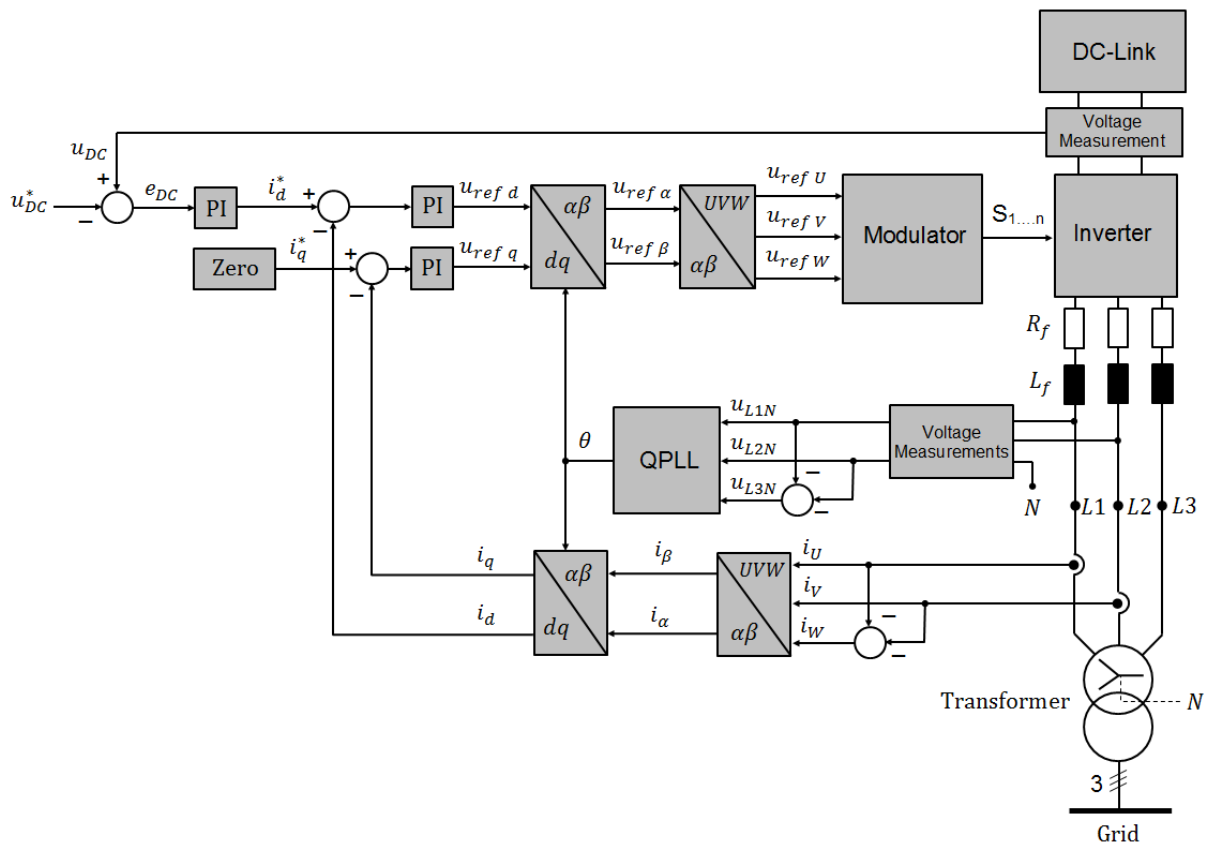 DC-Link
Voltage
Measurement
u_DC
+
u*_DC
−
e_DC
PI
i*_d
+
−
PI
u_ref d
αβ
dq
u_ref α
UVW
αβ
u_ref U
Modulator
S_1....n
Inverter
Zero
i*_q
+
−
PI
u_ref q
u_ref β
u_ref V
u_ref W
R_f
L_f
θ
QPLL
u_L1N
u_L2N
u_L3N
−
−
Voltage
Measurements
N
L1
L2
L3
i_q
i_d
αβ
dq
i_β
i_α
UVW
αβ
i_U
i_V
i_W
−
−
Transformer
N
3
Grid